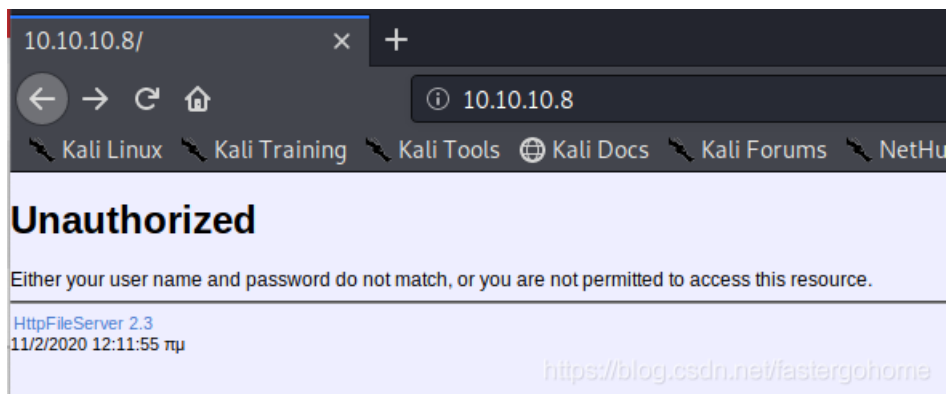 10.10.10.8/
10.10.10.8
Kali Linux Kali Training Kali Tools Kali Docs Kali Forums NetHu
Unauthorized
Either your user name and password do not match, or you are not permitted to access this resource.
HttpFileServer 2.3
11/2/2020 12:11:55 πμ
https://blog.csdn.net/fastergohome